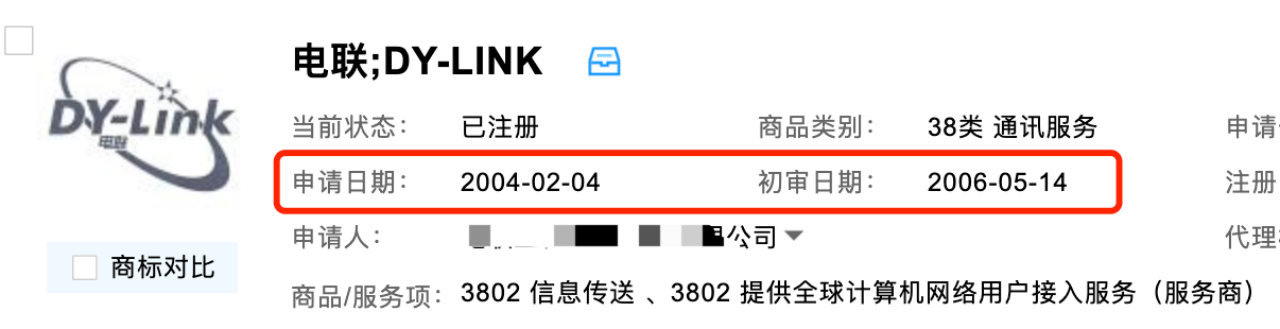 电联;DY-LINK
DY-Link
电联
当前状态： 已注册 商品类别： 38类 通讯服务 申请
申请日期： 2004-02-04 初审日期： 2006-05-14 注册
申请人： 公司 代理
商标对比
商品/服务项： 3802 信息传送 、3802 提供全球计算机网络用户接入服务（服务商）